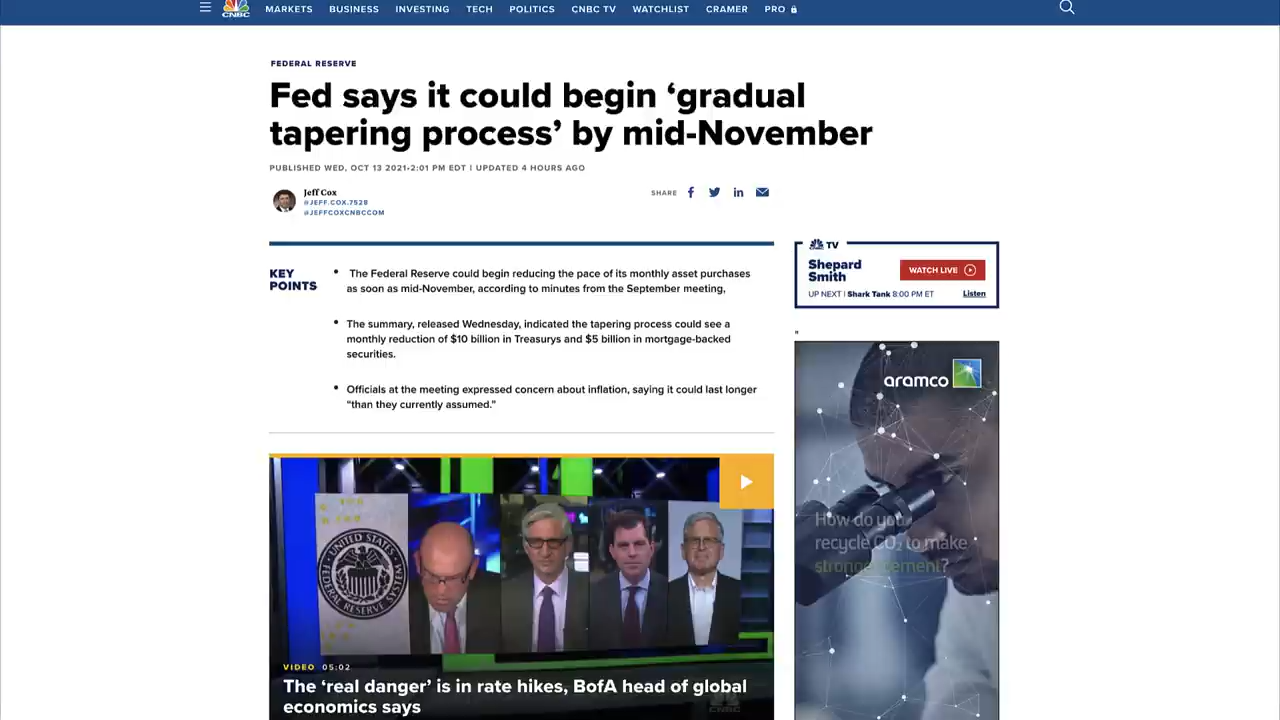 CNBC
MARKETS BUSINESS INVESTING TECH POLITICS CNBC TV WATCHLIST CRAMER PRO
FEDERAL RESERVE
Fed says it could begin ‘gradual
tapering process’ by mid-November
PUBLISHED WED, OCT 13 2021•2:01 PM EDT | UPDATED 4 HOURS AGO
Jeff Cox
@JEFF.COX.7528
@JEFFCOXCNBCCOM
SHARE
KEY
POINTS
• The Federal Reserve could begin reducing the pace of its monthly asset purchases
as soon as mid-November, according to minutes from the September meeting,
• The summary, released Wednesday, indicated the tapering process could see a
monthly reduction of $10 billion in Treasurys and $5 billion in mortgage-backed
securities.
• Officials at the meeting expressed concern about inflation, saying it could last longer
“than they currently assumed.”
UNITED STATES
FEDERAL RESERVE SYSTEM
VIDEO 05:02
The ‘real danger’ is in rate hikes, BofA head of global
economics says
CNBC
TV
Shepard
Smith
WATCH LIVE
UP NEXT | Shark Tank 8:00 PM ET
Listen
aramco
How do you
recycle CO₂ to make
stronger cement?